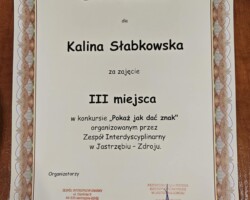 dla
Kalina Słabkowska
za zajęcie
III miejsca
w konkursie „Pokaż jak dać znak"
organizowanym przez
Zespół Interdyscyplinarny
w Jastrzębiu - Zdroju.
Organizatorzy